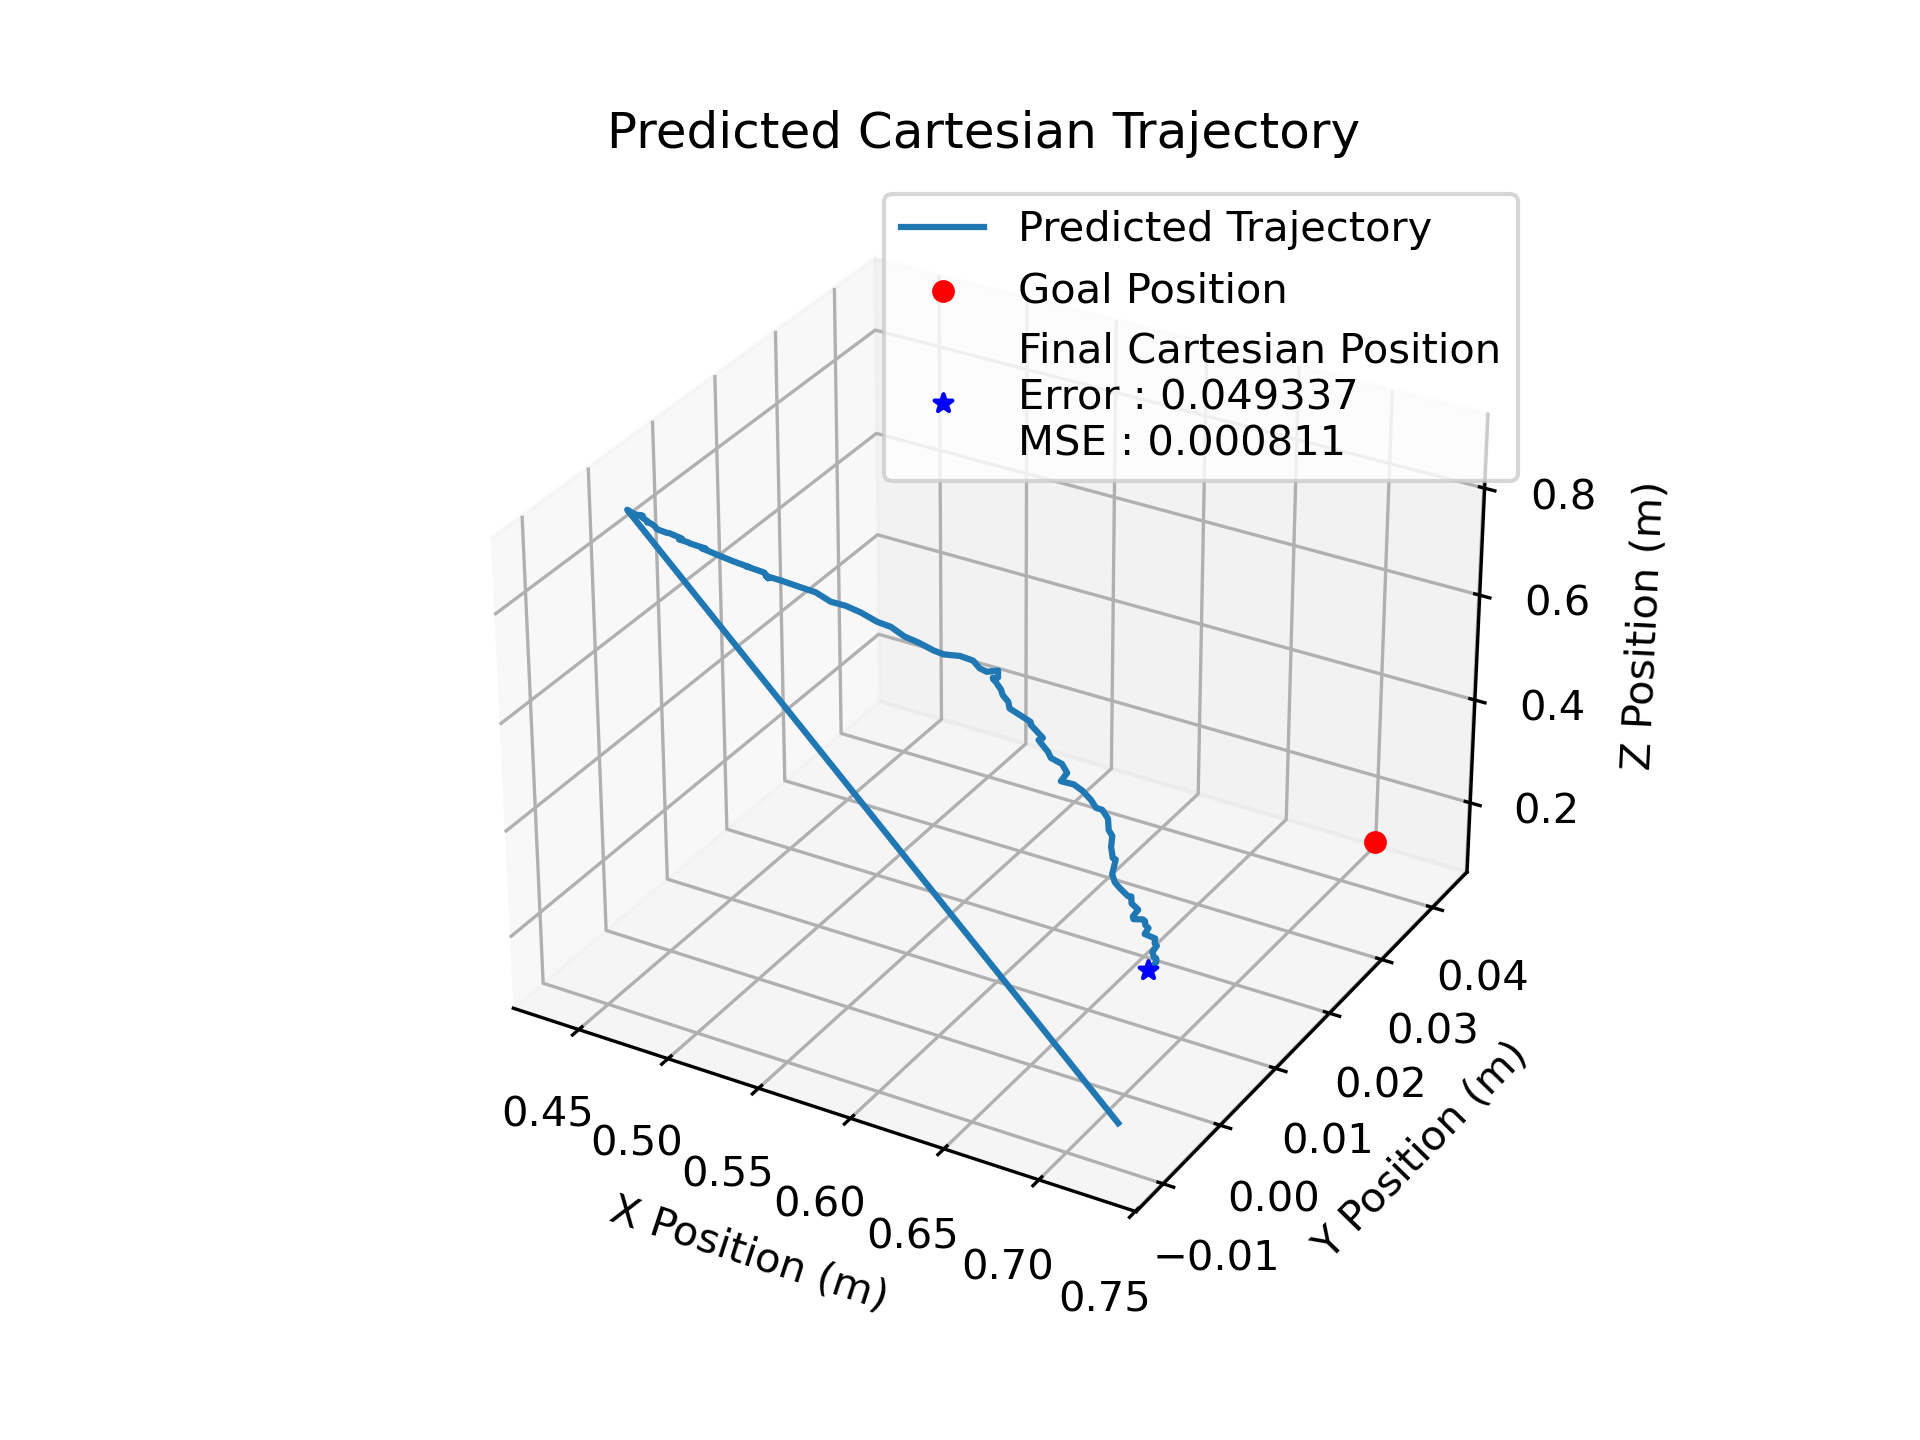 Predicted Cartesian Trajectory
Predicted Trajectory
Goal Position
Final Cartesian Position
Error : 0.049337
MSE : 0.000811
0.8
0.6
0.4
0.2
Z Position (m)
0.04
0.03
0.02
0.01
0.00
−0.01
Y Position (m)
0.45
0.50
0.55
0.60
0.65
0.70
0.75
X Position (m)